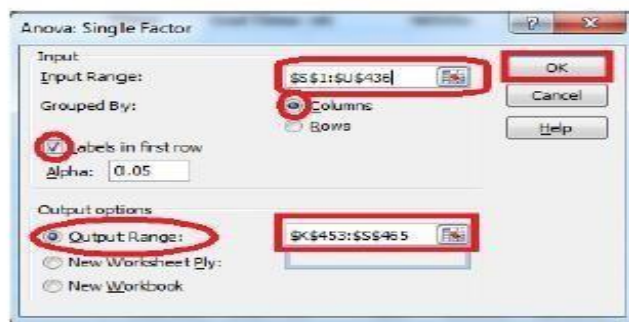 Anova: Single Factor
Input
Input Range:
$S$1:$U$436
OK
Grouped By:
Columns
Cancel
Rows
Help
Labels in first row
Alpha: 0.05
Output options
Output Range:
$K$453:$S$465
New Worksheet Ply:
New Workbook